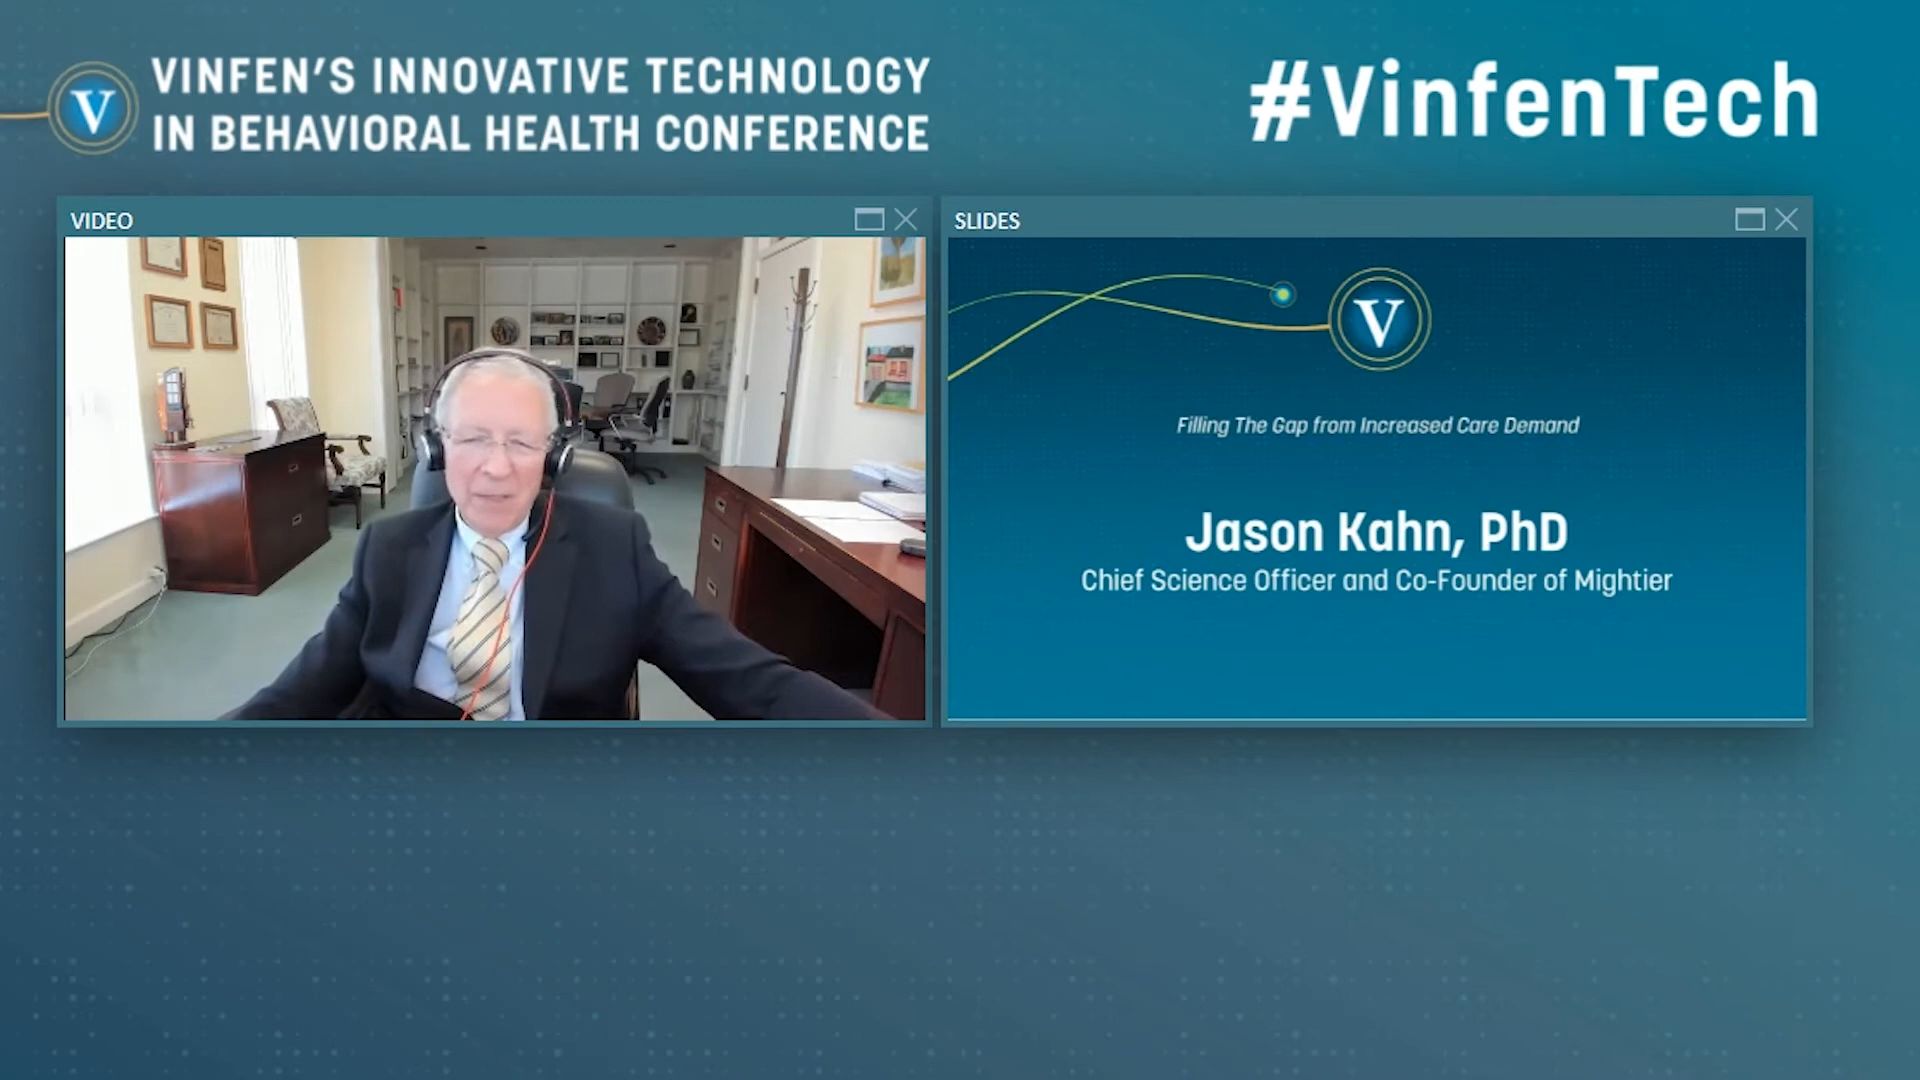 V
VINFEN'S INNOVATIVE TECHNOLOGY
IN BEHAVIORAL HEALTH CONFERENCE
#VinfenTech
VIDEO
SLIDES
V
Filling The Gap from Increased Care Demand
Jason Kahn, PhD
Chief Science Officer and Co-Founder of Mightier